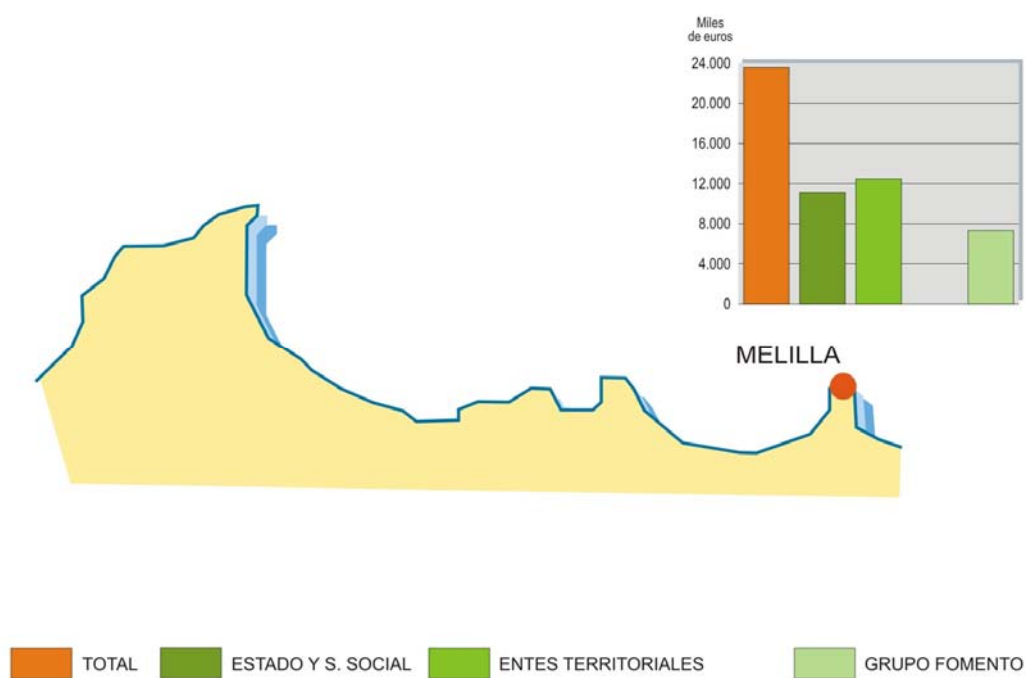 Miles
de euros
24.000
20.000
16.000
12.000
8.000
4.000
0
MELILLA
TOTAL
ESTADO Y S. SOCIAL
ENTES TERRITORIALES
GRUPO FOMENTO